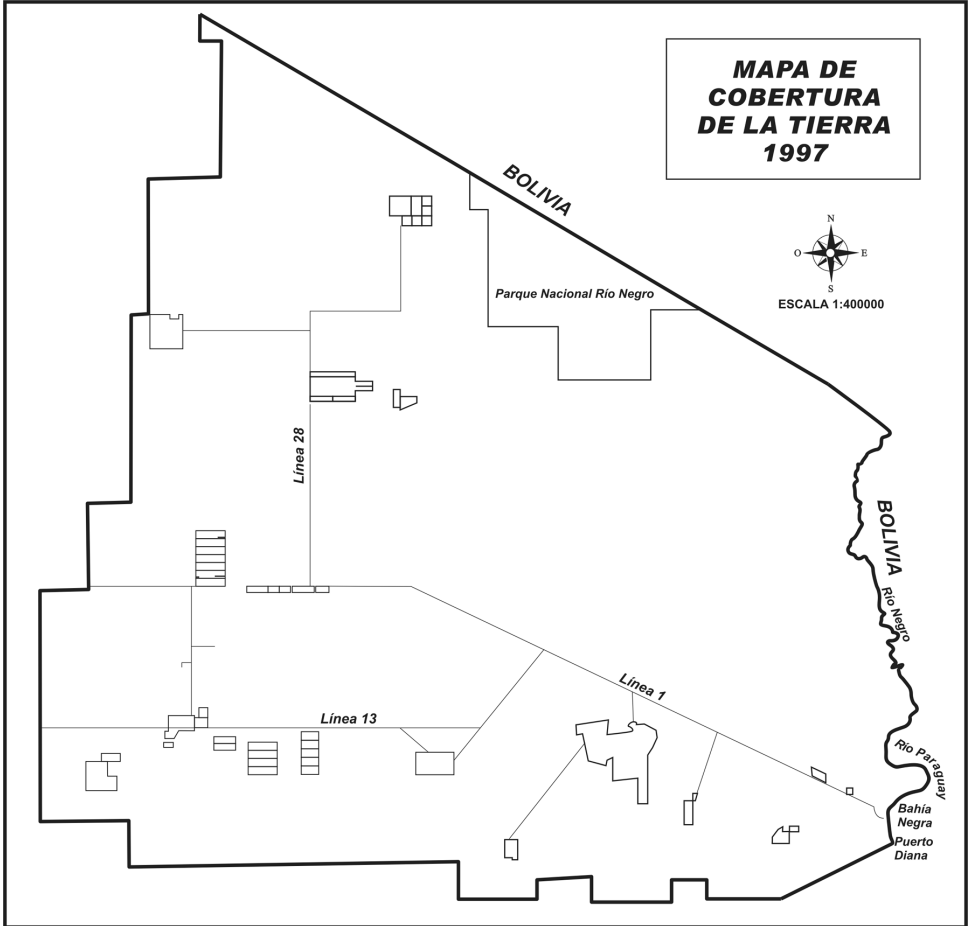 MAPA DE
COBERTURA
DE LA TIERRA
1997
BOLIVIA
N
O
E
S
ESCALA 1:400000
Parque Nacional Río Negro
Línea 28
BOLIVIA
Río Negro
Línea 1
Línea 13
Río Paraguay
Bahía
Negra
Puerto
Diana